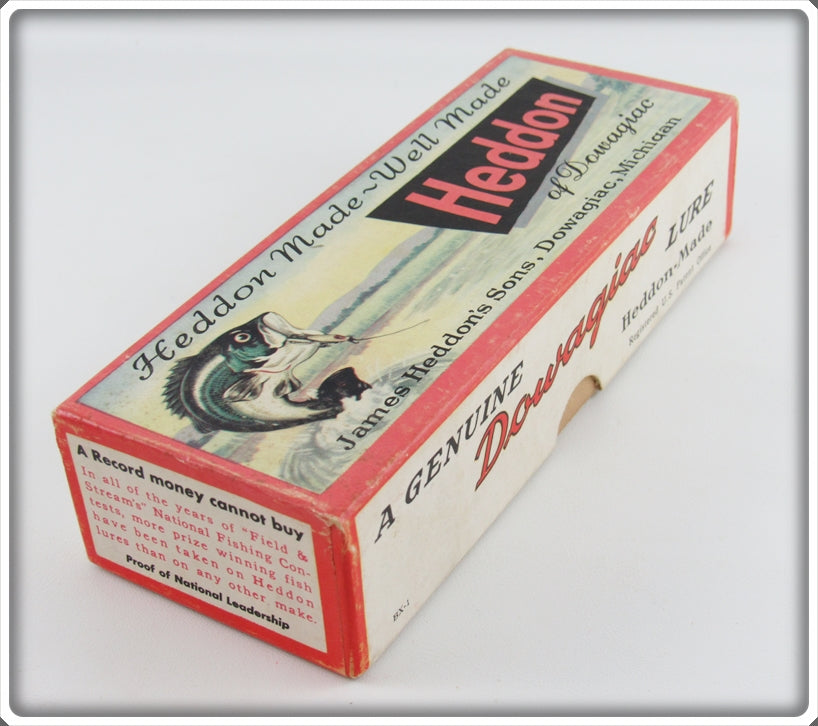 Heddon Made ~ Well Made
Heddon
of Dowagiac
James Heddon's Sons, Dowagiac, Michigan
A GENUINE
Dowagiac
LURE
Heddon-Made
Registered U.S. Patent Office
BX-1
A Record money cannot buy
In all of the years of "Field &
Stream's" National Fishing Con-
tests, more prize winning fish
have been taken on Heddon
lures than on any other make.
Proof of National Leadership